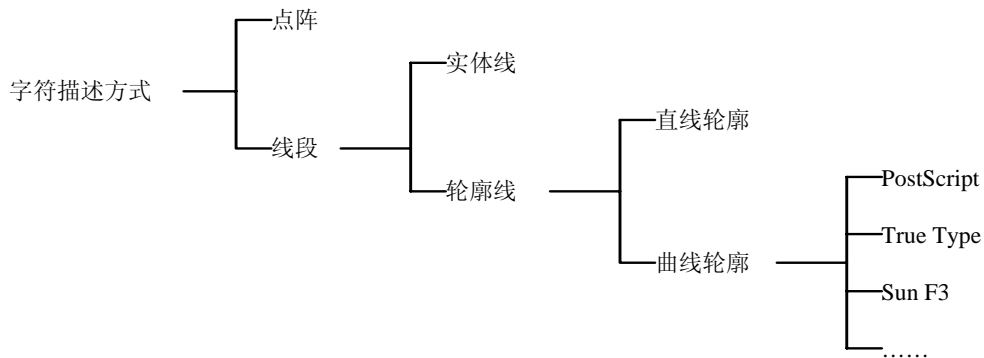 点阵
实体线
字符描述方式
直线轮廓
线段
PostScript
轮廓线
True Type
曲线轮廓
Sun F3
……